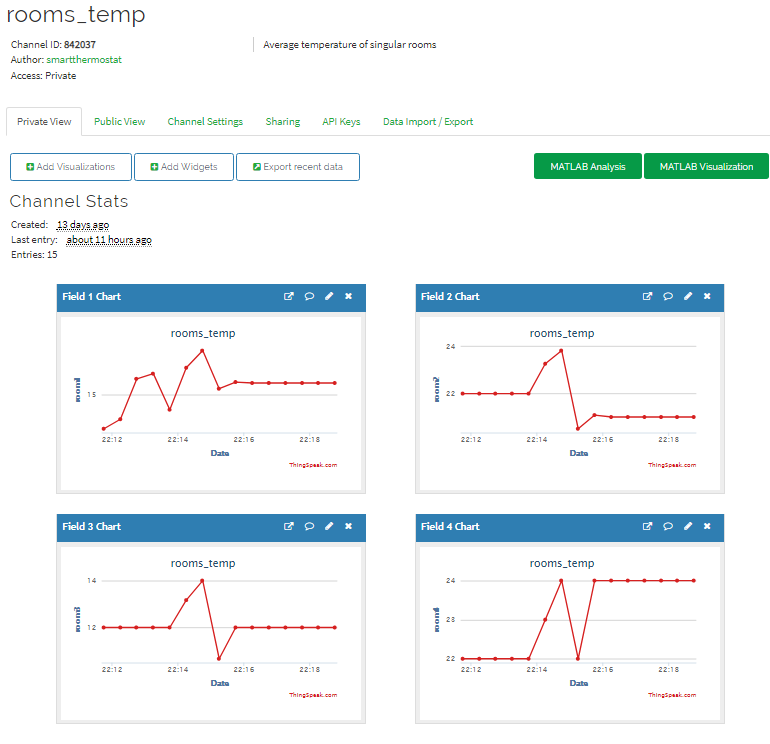 rooms_temp
Channel ID: 842037
Author: smartthermostat
Access: Private
Average temperature of singular rooms
Private View Public View Channel Settings Sharing API Keys Data Import / Export
Add Visualizations Add Widgets Export recent data MATLAB Analysis MATLAB Visualization
Channel Stats
Created: 13 days ago
Last entry: about 11 hours ago
Entries: 15
Field 1 Chart
rooms_temp
room1
15
22:12 22:14 22:16 22:18
Date
ThingSpeak.com
Field 2 Chart
rooms_temp
room2
24
22
22:12 22:14 22:16 22:18
Date
ThingSpeak.com
Field 3 Chart
rooms_temp
room3
14
12
22:12 22:14 22:16 22:18
Date
ThingSpeak.com
Field 4 Chart
rooms_temp
room4
24
23
22
22:12 22:14 22:16 22:18
Date
ThingSpeak.com